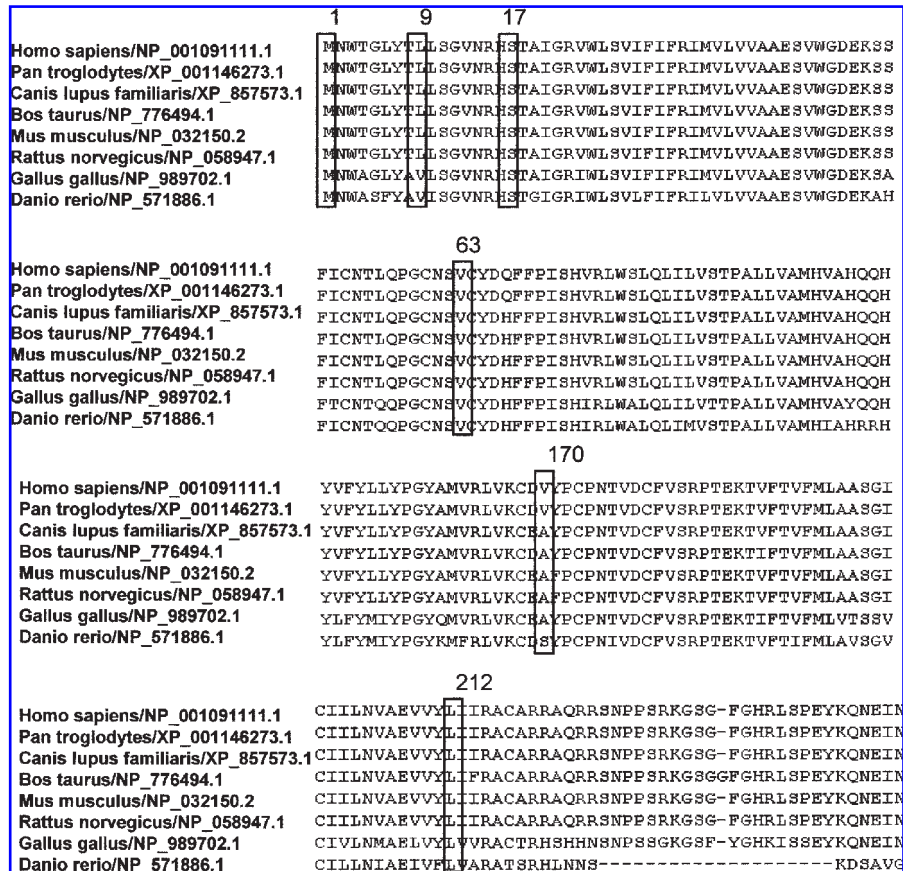 1 9 17
Homo sapiens/NP_001091111.1 MNWTGLYTLLSGVNRHSTAIGRVWLSVIFIFRIMVLVVAAESVWGDEKSS
Pan troglodytes/XP_001146273.1 MNWTGLYTLLSGVNRHSTAIGRVWLSVIFIFRIMVLVVAAESVWGDEKSS
Canis lupus familiaris/XP_857573.1 MNWTGLYTLLSGVNRHSTAIGRVWLSVIFIFRIMVLVVAAESVWGDEKSS
Bos taurus/NP_776494.1 MNWTGLYTLLSGVNRHSTAIGRVWLSVIFIFRIMVLVVAAESVWGDEKSS
Mus musculus/NP_032150.2 MNWTGLYTLLSGVNRHSTAIGRVWLSVIFIFRIMVLVVAAESVWGDEKSS
Rattus norvegicus/NP_058947.1 MNWTGLYTLLSGVNRHSTAIGRVWLSVIFIFRIMVLVVAAESVWGDEKSS
Gallus gallus/NP_989702.1 MNWAGLYAVLSGVNRHSTAIGRIWLSVIFIFRIMVLVVAAESVWGDEKSA
Danio rerio/NP_571886.1 MNWASFYAVISGVNRHSTGIGRIWLSVLFIFRILVLVVAAESVWGDEKAH
63
Homo sapiens/NP_001091111.1 FICNTLQPGCNSVCYDQFFPISHVRLWSLQLILVSTPALLVAMHVAHQQH
Pan troglodytes/XP_001146273.1 FICNTLQPGCNSVCYDQFFPISHVRLWSLQLILVSTPALLVAMHVAHQQH
Canis lupus familiaris/XP_857573.1 FICNTLQPGCNSVCYDHFFPISHVRLWSLQLILVSTPALLVAMHVAHQQH
Bos taurus/NP_776494.1 FICNTLQPGCNSVCYDHFFPISHVRLWSLQLILVSTPALLVAMHVAHQQH
Mus musculus/NP_032150.2 FICNTLQPGCNSVCYDHFFPISHVRLWSLQLILVSTPALLVAMHVAHQQH
Rattus norvegicus/NP_058947.1 FICNTLQPGCNSVCYDHFFPISHVRLWSLQLILVSTPALLVAMHVAHQQH
Gallus gallus/NP_989702.1 FTCNTQQPGCNSVCYDHFFPISHIRLWALQLILVTTPALLVAMHVAYQQH
Danio rerio/NP_571886.1 FICNTQQPGCNSVCYDHFFPISHIRLWALQLIMVSTPALLVAMHIAHRRH
170
Homo sapiens/NP_001091111.1 YVFYLLYPGYAMVRLVKCDVYPCPNTVDCFVSRPTEKTVFTVFMLAASGI
Pan troglodytes/XP_001146273.1 YVFYLLYPGYAMVRLVKCDVYPCPNTVDCFVSRPTEKTVFTVFMLAASGI
Canis lupus familiaris/XP_857573.1 YVFYLLYPGYAMVRLVKCEAYPCPNTVDCFVSRPTEKTVFTVFMLAASGI
Bos taurus/NP_776494.1 YVFYLLYPGYAMVRLVKCDAYPCPNTVDCFVSRPTEKTIFTVFMLAASGI
Mus musculus/NP_032150.2 YVFYLLYPGYAMVRLVKCEAFPCPNTVDCFVSRPTEKTVFTVFMLAASGI
Rattus norvegicus/NP_058947.1 YVFYLLYPGYAMVRLVKCEAFPCPNTVDCFVSRPTEKTVFTVFMLAASGI
Gallus gallus/NP_989702.1 YLFYMIYPGYQMVRLVKCEAYPCPNTVDCFVSRPTEKTIFTVFMLVTSSV
Danio rerio/NP_571886.1 YLFYMIYPGYKMFRLVKCDSYPCPNIVDCFVSRPTEKTVFTIFMLAVSGV
212
Homo sapiens/NP_001091111.1 CIILNVAEVVYLIIRACARRAQRRSNPPSRKGSG-FGHRLSPEYKQNEIN
Pan troglodytes/XP_001146273.1 CIILNVAEVVYLIIRACARRAQRRSNPPSRKGSG-FGHRLSPEYKQNEIN
Canis lupus familiaris/XP_857573.1 CIILNVAEVVYLIIRACARRAQRRSNPPSRKGSG-FGHRLSPEYKQNEIN
Bos taurus/NP_776494.1 CIILNVAEVVYLIFRACARRAQRRSNPPSRKGSGGFGHRLSPEYKQNEIN
Mus musculus/NP_032150.2 CIILNVAEVVYLIIRACARRAQRRSNPPSRKGSG-FGHRLSPEYKQNEIN
Rattus norvegicus/NP_058947.1 CIILNVAEVVYLIIRACARRAQRRSNPPSRKGSG-FGHRLSPEYKQNEIN
Gallus gallus/NP_989702.1 CIVLNMAELVYLVVRACTRHSHHNSNPSSGKGSF-YGHKISSEYKQNEIN
Danio rerio/NP_571886.1 CILLNIAEIVFLVARATSRHLNNS--------------------KDSAVG